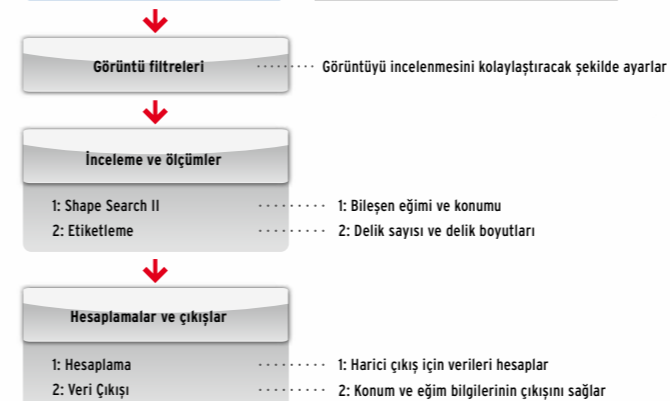 Görüntü filtreleri ········· Görüntüyü incelenmesini kolaylaştıracak şekilde ayarlar
İnceleme ve ölçümler
1: Shape Search II ·········· 1: Bileşen eğimi ve konumu
2: Etiketleme ·········· 2: Delik sayısı ve delik boyutları
Hesaplamalar ve çıkışlar
1: Hesaplama ·········· 1: Harici çıkış için verileri hesaplar
2: Veri Çıkışı ·········· 2: Konum ve eğim bilgilerinin çıkışını sağlar